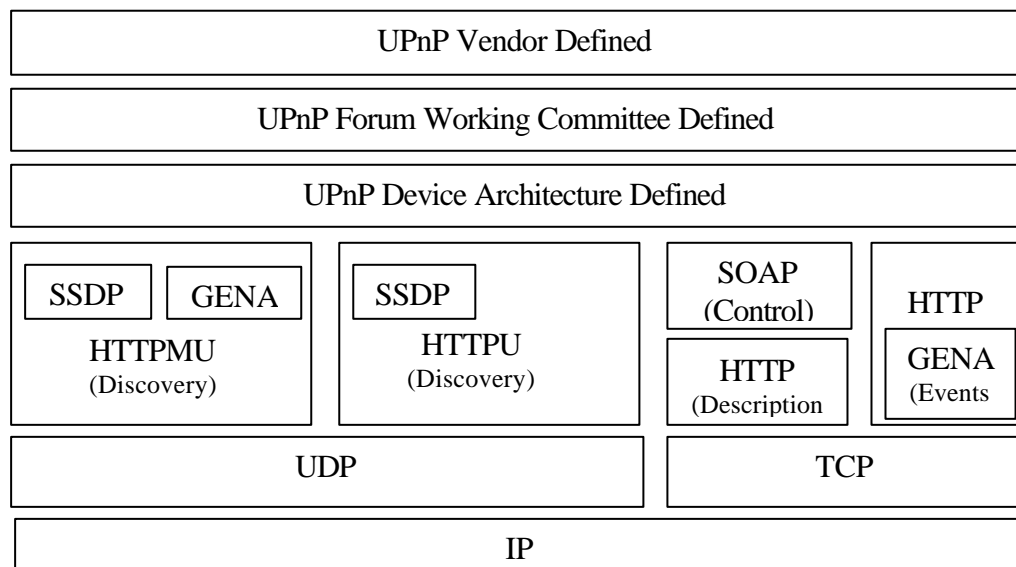 UPnP Vendor Defined
UPnP Forum Working Committee Defined
UPnP Device Architecture Defined
SSDP
GENA
HTTPMU
(Discovery)
SSDP
HTTPU
(Discovery)
SOAP
(Control)
HTTP
(Description
HTTP
GENA
(Events
UDP
TCP
IP